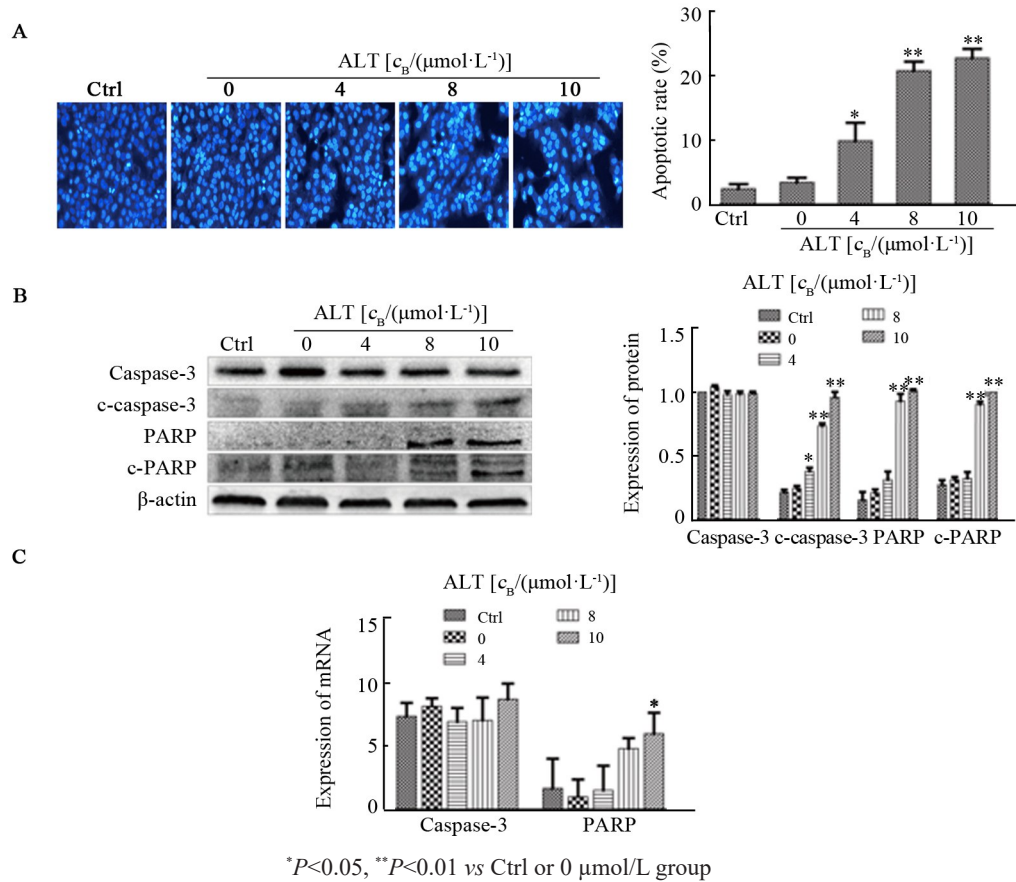 A
ALT [cB/(μmol·L-1)]
Ctrl 0 4 8 10
Apoptotic rate (%)
30
20
10
0
* ** **
Ctrl 0 4 8 10
ALT [cB/(μmol·L-1)]
B
ALT [cB/(μmol·L-1)]
Ctrl 0 4 8 10
Caspase-3
c-caspase-3
PARP
c-PARP
β-actin
ALT [cB/(μmol·L-1)]
Ctrl 8
0 10
4
Expression of protein
1.5
1.0
0.5
0
* ** ** ** ** ** **
Caspase-3 c-caspase-3 PARP c-PARP
C
ALT [cB/(μmol·L-1)]
Ctrl 8
0 10
4
Expression of mRNA
15
10
5
0
*
Caspase-3 PARP
*P<0.05, **P<0.01 vs Ctrl or 0 μmol/L group